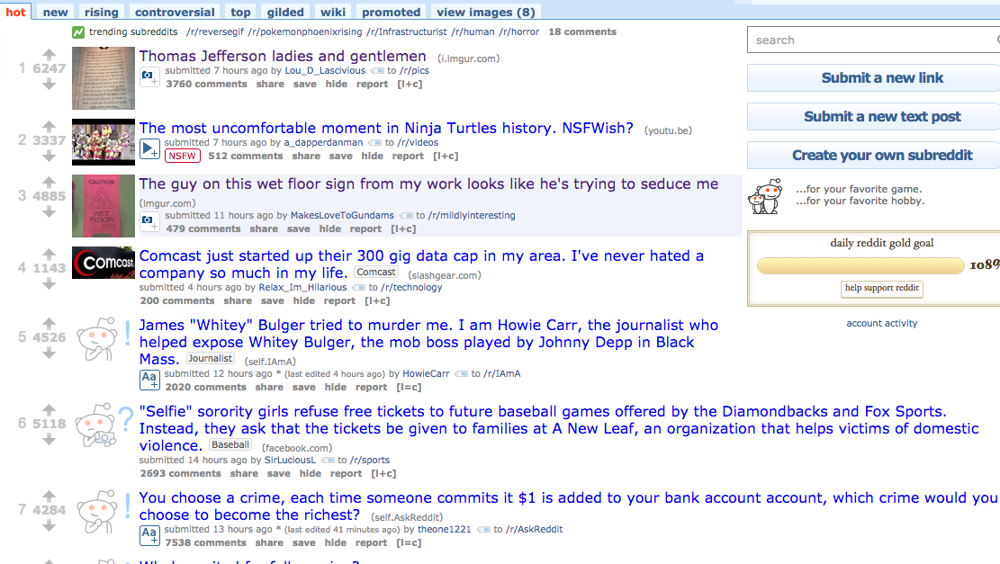 hot new rising controversial top gilded wiki promoted view images (8)
trending subreddits /r/reversegif /r/pokemonphoenixrising /r/Infrastructurist /r/human /r/horror 18 comments
search
Submit a new link
Submit a new text post
Create your own subreddit
...for your favorite game.
...for your favorite hobby.
daily reddit gold goal
108%
help support reddit
account activity
1 6247
Thomas Jefferson ladies and gentlemen (i.imgur.com)
submitted 7 hours ago by Lou_D_Lascivious to /r/pics
3760 comments share save hide report [l+c]
2 3337
The most uncomfortable moment in Ninja Turtles history. NSFWish? (youtu.be)
submitted 7 hours ago by a_dapperdanman to /r/videos
NSFW 512 comments share save hide report [l+c]
3 4885
CAUTION
WET
FLOOR
The guy on this wet floor sign from my work looks like he's trying to seduce me
(imgur.com)
submitted 11 hours ago by MakesLoveToGundams to /r/mildlyinteresting
479 comments share save hide report [l+c]
4 1143
Comcast
Comcast just started up their 300 gig data cap in my area. I've never hated a
company so much in my life. Comcast (slashgear.com)
submitted 4 hours ago by Relax_Im_Hilarious to /r/technology
200 comments share save hide report [l+c]
5 4526
James "Whitey" Bulger tried to murder me. I am Howie Carr, the journalist who
helped expose Whitey Bulger, the mob boss played by Johnny Depp in Black
Mass. Journalist (self.IAmA)
Aa+ submitted 12 hours ago * (last edited 4 hours ago) by HowieCarr to /r/IAmA
2020 comments share save hide report [l=c]
6 5118
"Selfie" sorority girls refuse free tickets to future baseball games offered by the Diamondbacks and Fox Sports.
Instead, they ask that the tickets be given to families at A New Leaf, an organization that helps victims of domestic
violence. Baseball (facebook.com)
submitted 14 hours ago by SirLuciousL to /r/sports
2693 comments share save hide report [l+c]
7 4284
You choose a crime, each time someone commits it $1 is added to your bank account account, which crime would you
choose to become the richest? (self.AskReddit)
Aa+ submitted 13 hours ago * (last edited 41 minutes ago) by theone1221 to /r/AskReddit
7538 comments share save hide report [l=c]